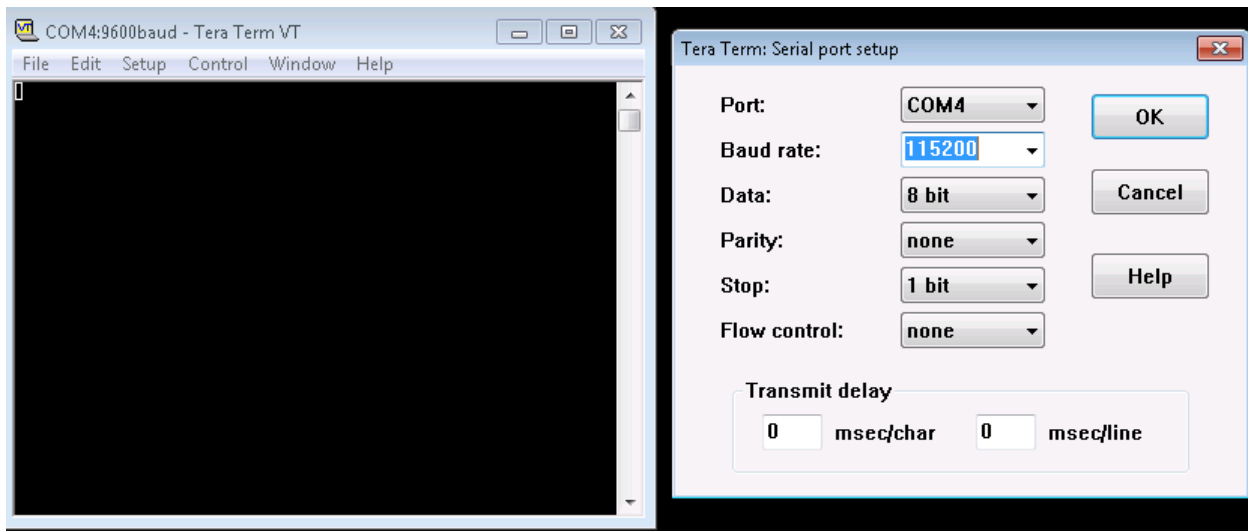 COM4:9600baud - Tera Term VT
File Edit Setup Control Window Help
Tera Term: Serial port setup
Port: COM4
OK
Baud rate: 115200
Data: 8 bit
Cancel
Parity: none
Stop: 1 bit
Help
Flow control: none
Transmit delay
0 msec/char 0 msec/line